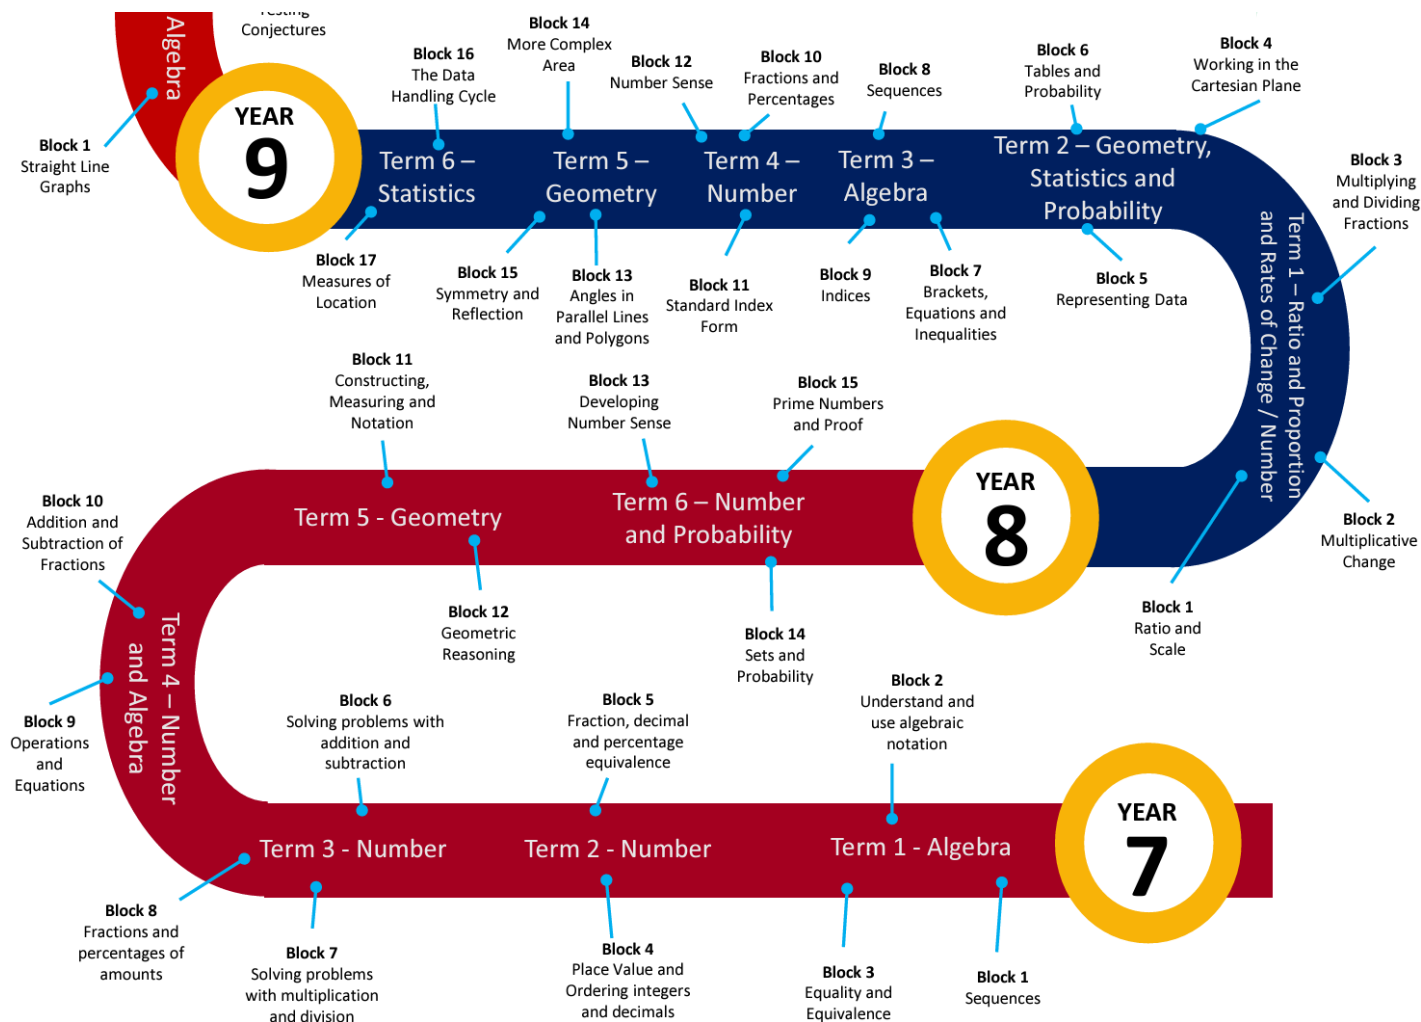 Testing
Conjectures
Algebra
Block 1
Straight Line
Graphs
YEAR
9
Block 16
The Data
Handling Cycle
Block 14
More Complex
Area
Block 12
Number Sense
Block 10
Fractions and
Percentages
Block 8
Sequences
Block 6
Tables and
Probability
Block 4
Working in the
Cartesian Plane
Block 3
Multiplying
and Dividing
Fractions
Term 6 –
Statistics
Term 5 –
Geometry
Term 4 –
Number
Term 3 –
Algebra
Term 2 – Geometry,
Statistics and
Probability
Term 1 – Ratio and Proportion
and Rates of Change / Number
Block 17
Measures of
Location
Block 15
Symmetry and
Reflection
Block 13
Angles in
Parallel Lines
and Polygons
Block 11
Standard Index
Form
Block 9
Indices
Block 7
Brackets,
Equations and
Inequalities
Block 5
Representing Data
Block 2
Multiplicative
Change
Block 1
Ratio and
Scale
YEAR
8
Block 11
Constructing,
Measuring and
Notation
Block 13
Developing
Number Sense
Block 15
Prime Numbers
and Proof
Term 5 - Geometry
Term 6 – Number
and Probability
Block 10
Addition and
Subtraction of
Fractions
Block 12
Geometric
Reasoning
Block 14
Sets and
Probability
Term 4 – Number
and Algebra
Block 9
Operations
and
Equations
Block 6
Solving problems with
addition and
subtraction
Block 5
Fraction, decimal
and percentage
equivalence
Block 2
Understand and
use algebraic
notation
Term 3 - Number
Term 2 - Number
Term 1 - Algebra
YEAR
7
Block 8
Fractions and
percentages of
amounts
Block 7
Solving problems
with multiplication
and division
Block 4
Place Value and
Ordering integers
and decimals
Block 3
Equality and
Equivalence
Block 1
Sequences